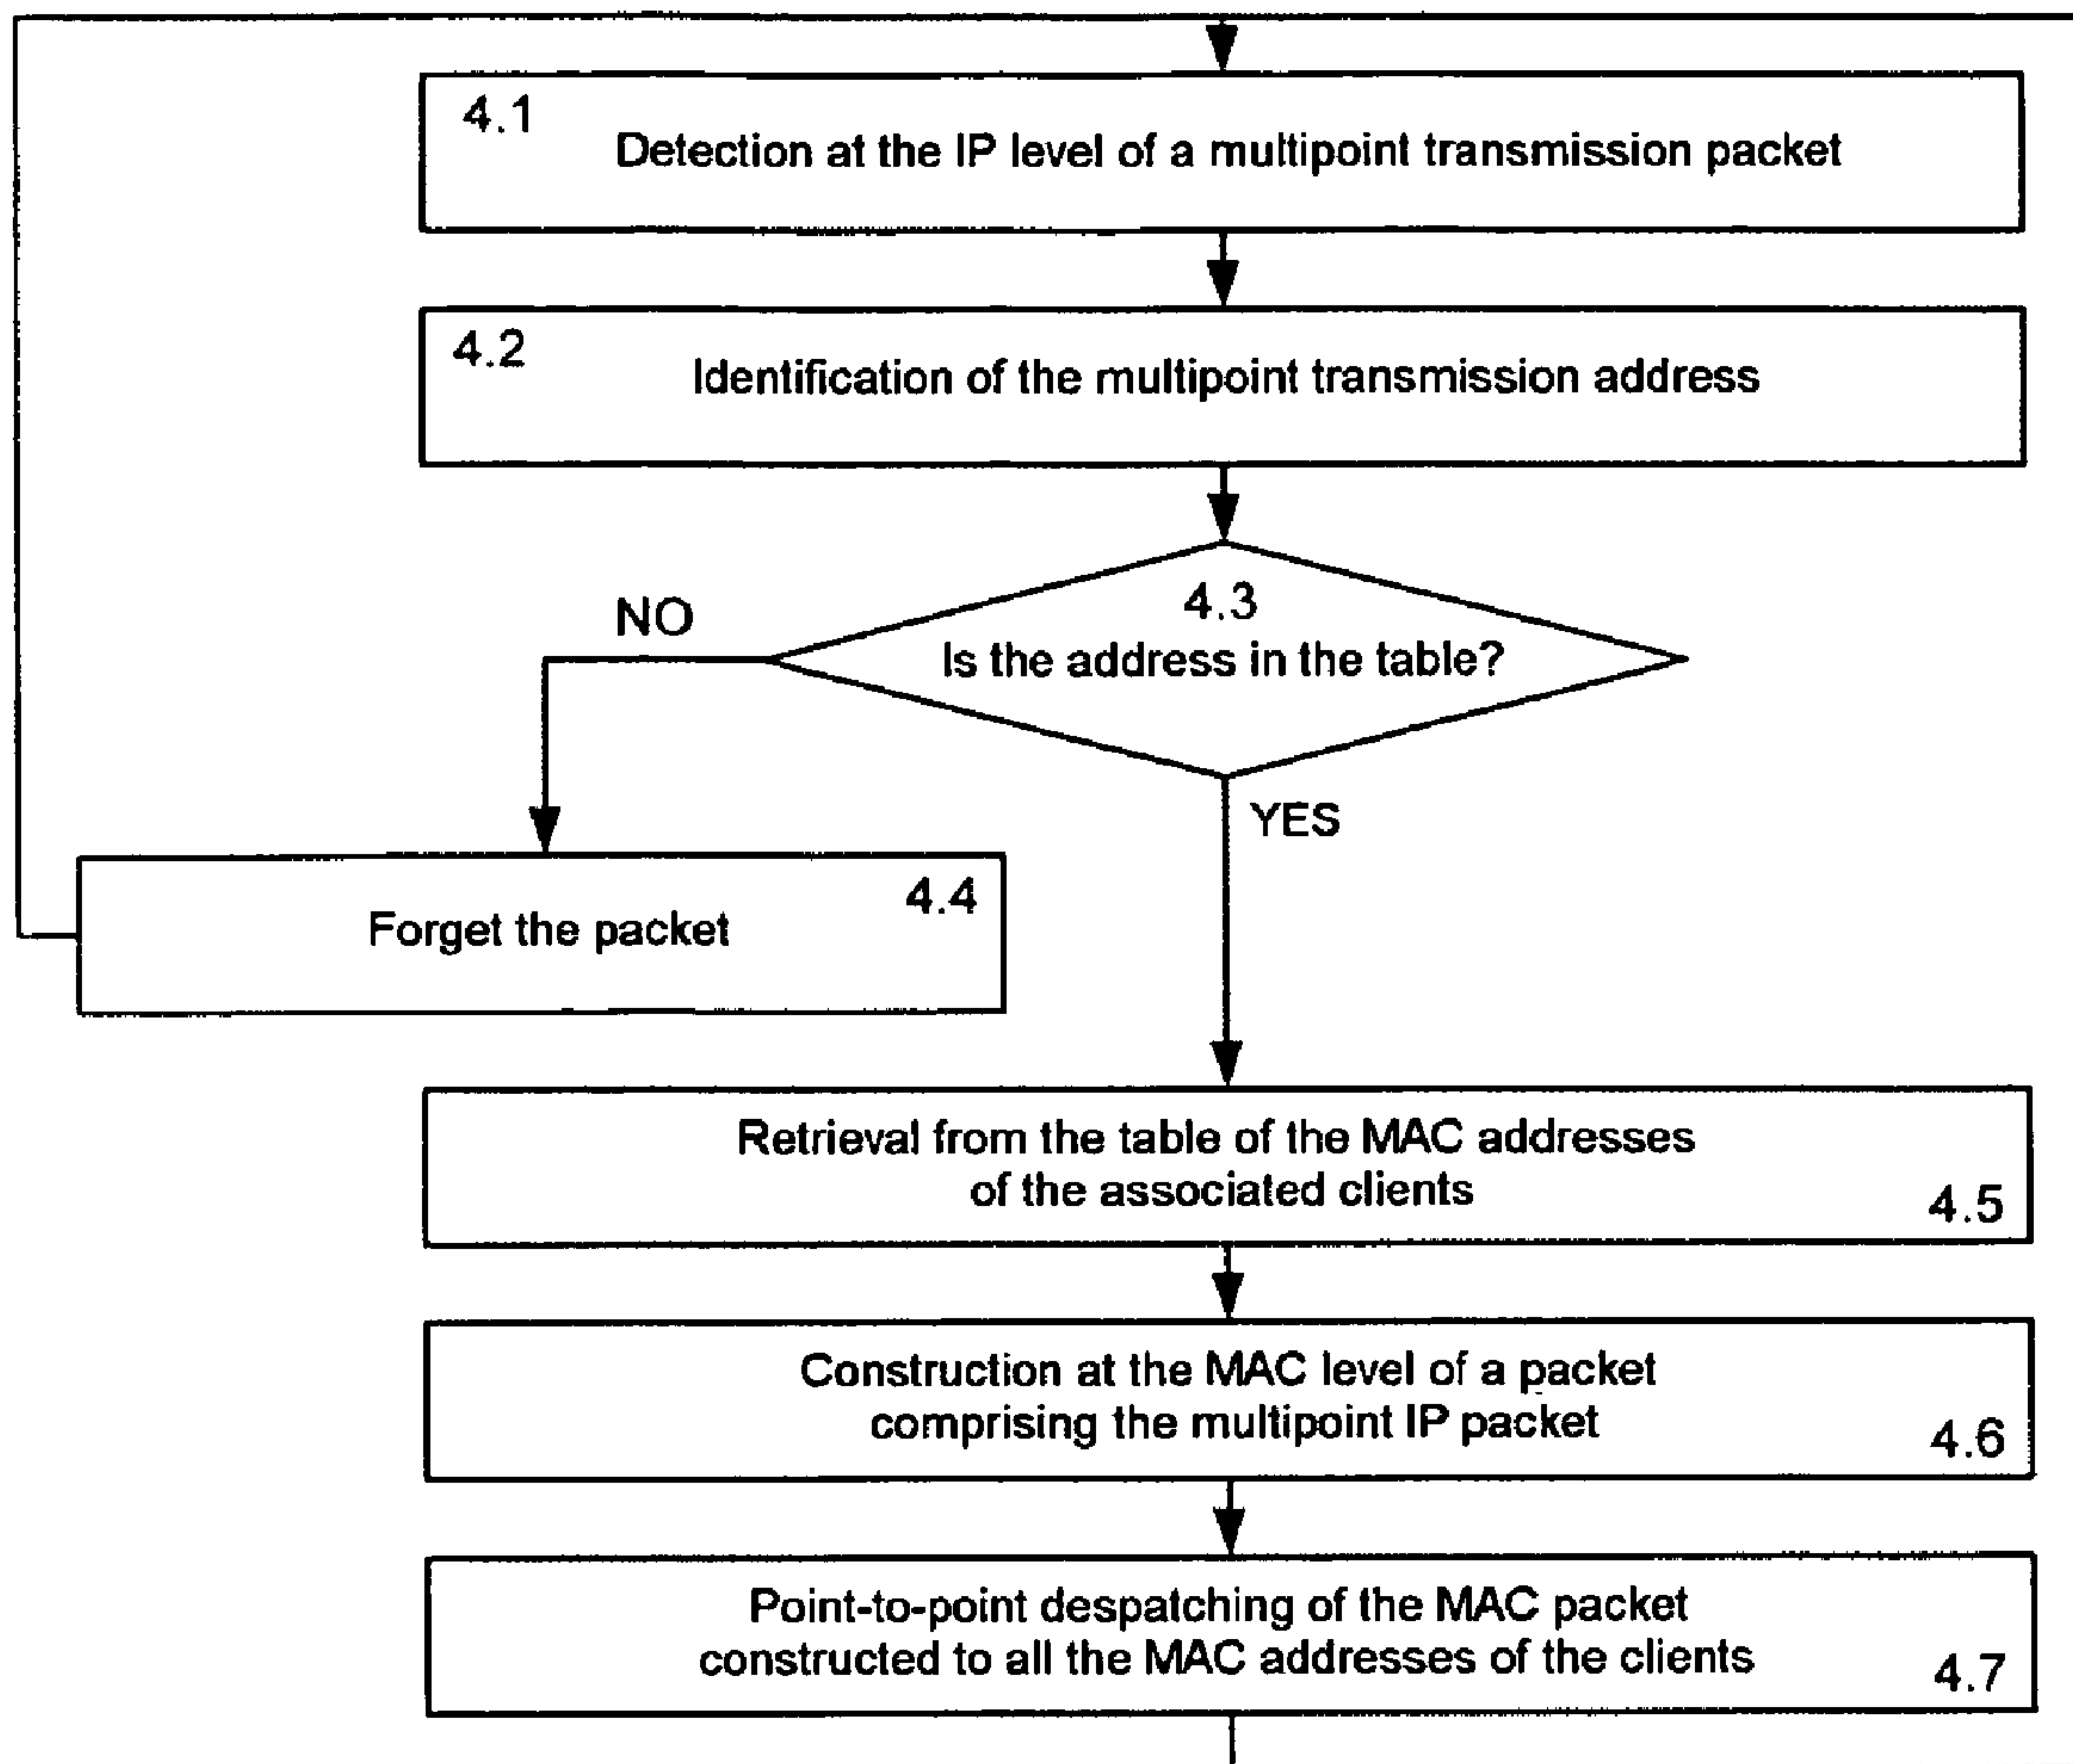 4.1
Detection at the IP level of a multipoint transmission packet
4.2
Identification of the multipoint transmission address
4.3
Is the address in the table?
NO
YES
4.4
Forget the packet
Retrieval from the table of the MAC addresses
of the associated clients
4.5
Construction at the MAC level of a packet
comprising the multipoint IP packet
4.6
Point-to-point despatching of the MAC packet
constructed to all the MAC addresses of the clients
4.7